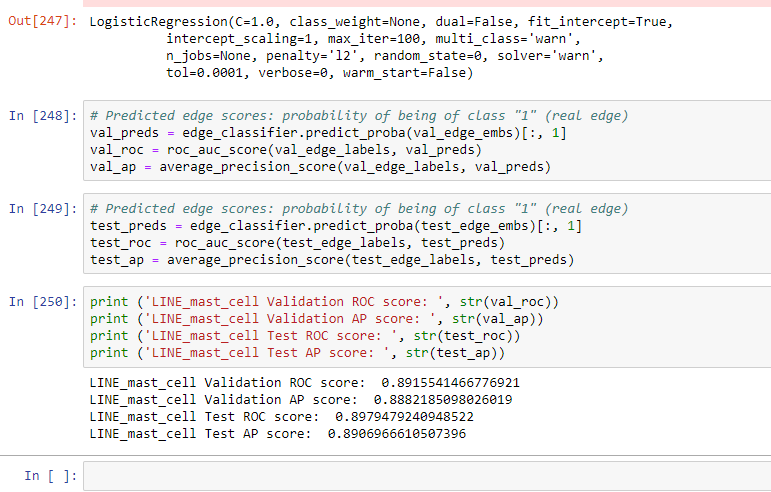 Out[247]: LogisticRegression(C=1.0, class_weight=None, dual=False, fit_intercept=True,
intercept_scaling=1, max_iter=100, multi_class='warn',
n_jobs=None, penalty='l2', random_state=0, solver='warn',
tol=0.0001, verbose=0, warm_start=False)
In [248]: # Predicted edge scores: probability of being of class "1" (real edge)
val_preds = edge_classifier.predict_proba(val_edge_embs)[:, 1]
val_roc = roc_auc_score(val_edge_labels, val_preds)
val_ap = average_precision_score(val_edge_labels, val_preds)
In [249]: # Predicted edge scores: probability of being of class "1" (real edge)
test_preds = edge_classifier.predict_proba(test_edge_embs)[:, 1]
test_roc = roc_auc_score(test_edge_labels, test_preds)
test_ap = average_precision_score(test_edge_labels, test_preds)
In [250]: print ('LINE_mast_cell Validation ROC score: ', str(val_roc))
print ('LINE_mast_cell Validation AP score: ', str(val_ap))
print ('LINE_mast_cell Test ROC score: ', str(test_roc))
print ('LINE_mast_cell Test AP score: ', str(test_ap))
LINE_mast_cell Validation ROC score:  0.8915541466776921
LINE_mast_cell Validation AP score:  0.8882185098026019
LINE_mast_cell Test ROC score:  0.8979479240948522
LINE_mast_cell Test AP score:  0.8906966610507396
In [ ]: